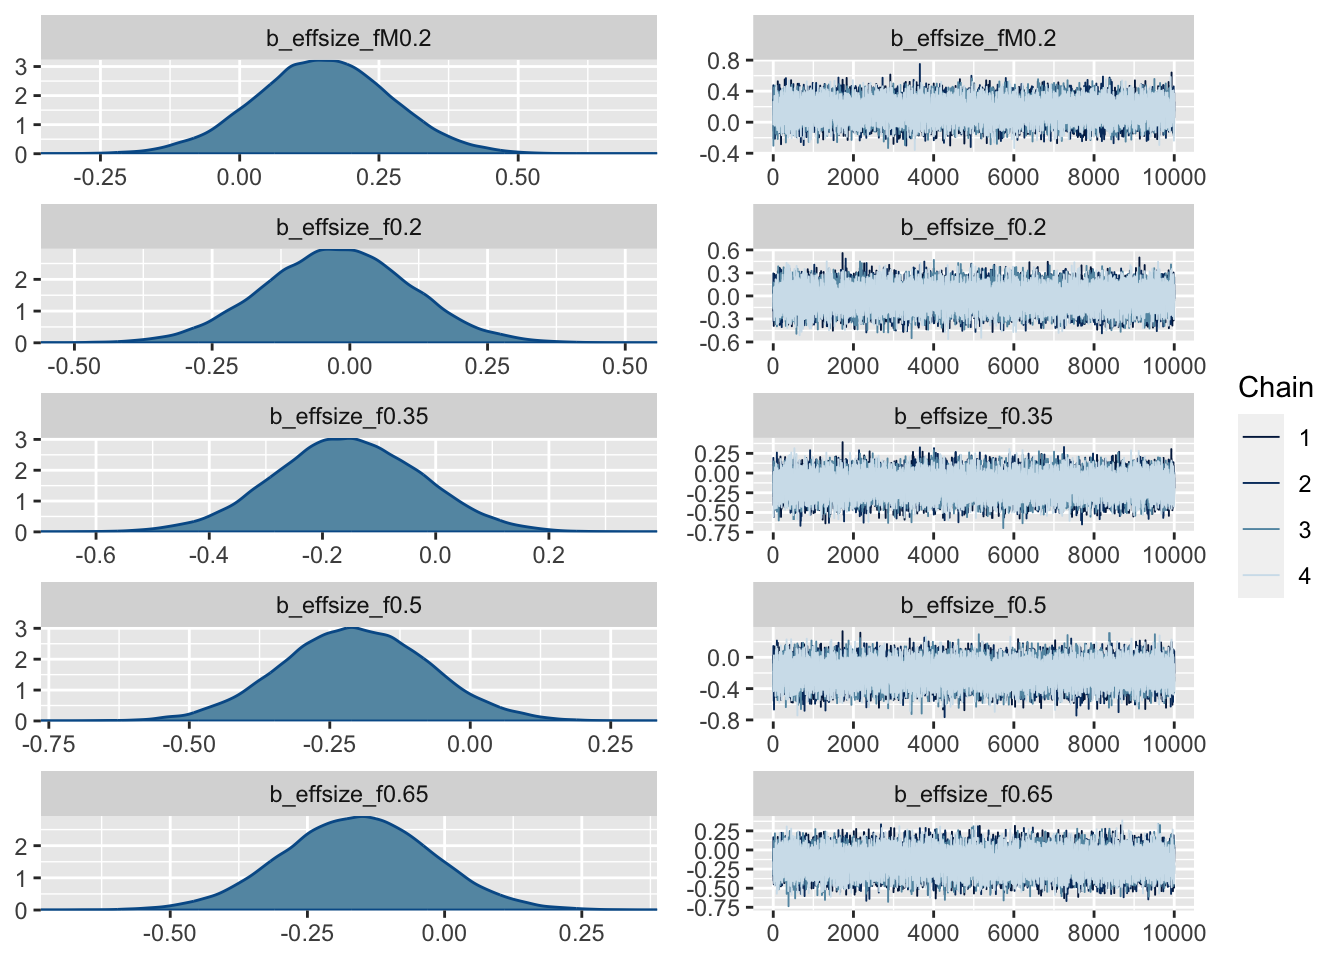 b_effsize_fM0.2
3
2
1
0
-0.25 0.00 0.25 0.50
b_effsize_fM0.2
0.8
0.4
0.0
-0.4
0 2000 4000 6000 8000 10000
b_effsize_f0.2
2
1
0
-0.50 -0.25 0.00 0.25 0.50
b_effsize_f0.2
0.6
0.3
0.0
-0.3
-0.6
0 2000 4000 6000 8000 10000
b_effsize_f0.35
3
2
1
0
-0.6 -0.4 -0.2 0.0 0.2
b_effsize_f0.35
0.25
0.00
-0.25
-0.50
-0.75
0 2000 4000 6000 8000 10000
b_effsize_f0.5
3
2
1
0
-0.75 -0.50 -0.25 0.00 0.25
b_effsize_f0.5
0.0
-0.4
-0.8
0 2000 4000 6000 8000 10000
b_effsize_f0.65
2
1
0
-0.50 -0.25 0.00 0.25
b_effsize_f0.65
0.25
0.00
-0.25
-0.50
-0.75
0 2000 4000 6000 8000 10000
Chain
1
2
3
4